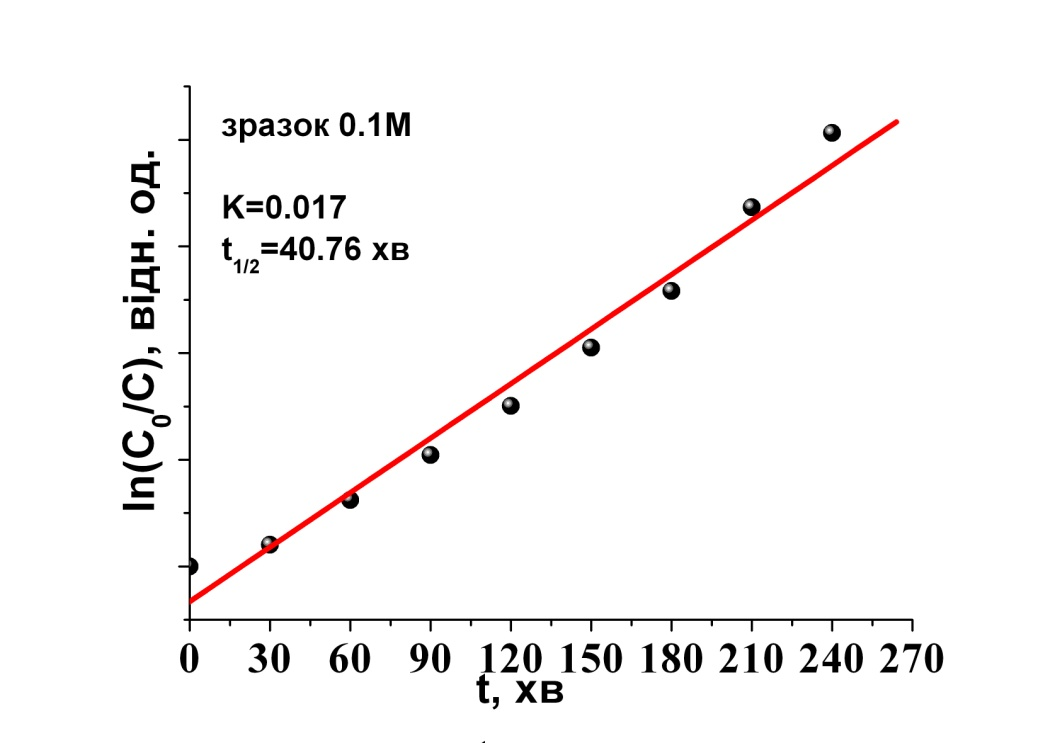 зразок 0.1М
K=0.017
t1/2=40.76 хв
ln(C0/C), відн. од.
0 30 60 90 120 150 180 210 240 270
t, хв